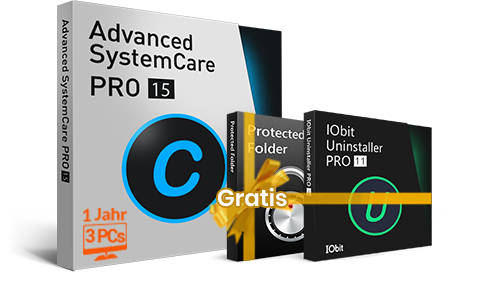 Advanced
SystemCare
PRO 15
Advanced SystemCare PRO 15
C
1 Jahr
3 PCs
Protected
Folder
Protected Folder
Gratis
IObit
Uninstaller
PRO 11
IObit Uninstaller PRO 11
U
IObit